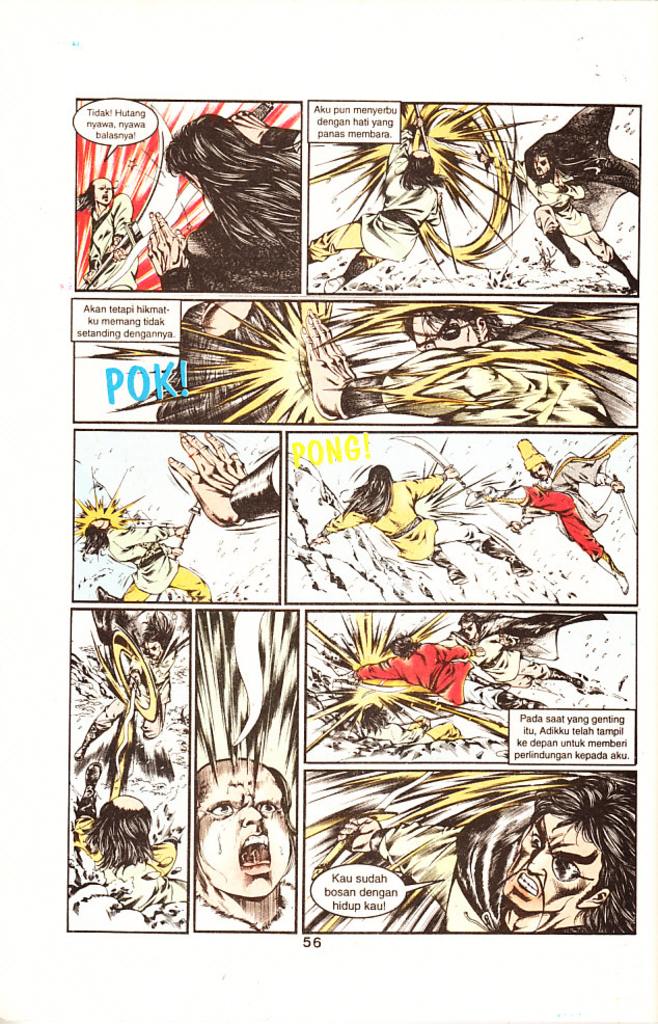 Tidak! Hutang
nyawa, nyawa
balasnya!
Aku pun menyerbu
dengan hati yang
panas membara.
Akan tetapi hikmat-
ku memang tidak
setanding dengannya.
POK!
PONG!
Pada saat yang genting
itu, Adikku telah tampil
ke depan untuk memberi
perlindungan kepada aku.
Kau sudah
bosan dengan
hidup kau!
56